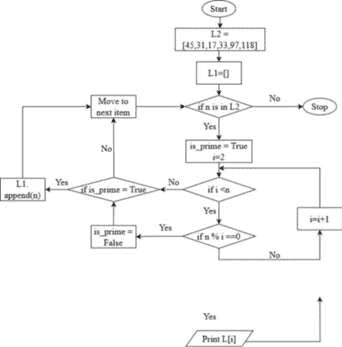 Start
L2 =
[45,31,17,33,97,118]
L1=[]
Move to
next item
if n is in L2
No
Stop
Yes
is_prime = True
i=2
No
L1.
append(n)
Yes
if is_prime = True
No
if i <n
i=i+1
Yes
is_prime =
False
Yes
if n % i ==0
No
Yes
Print L[i]